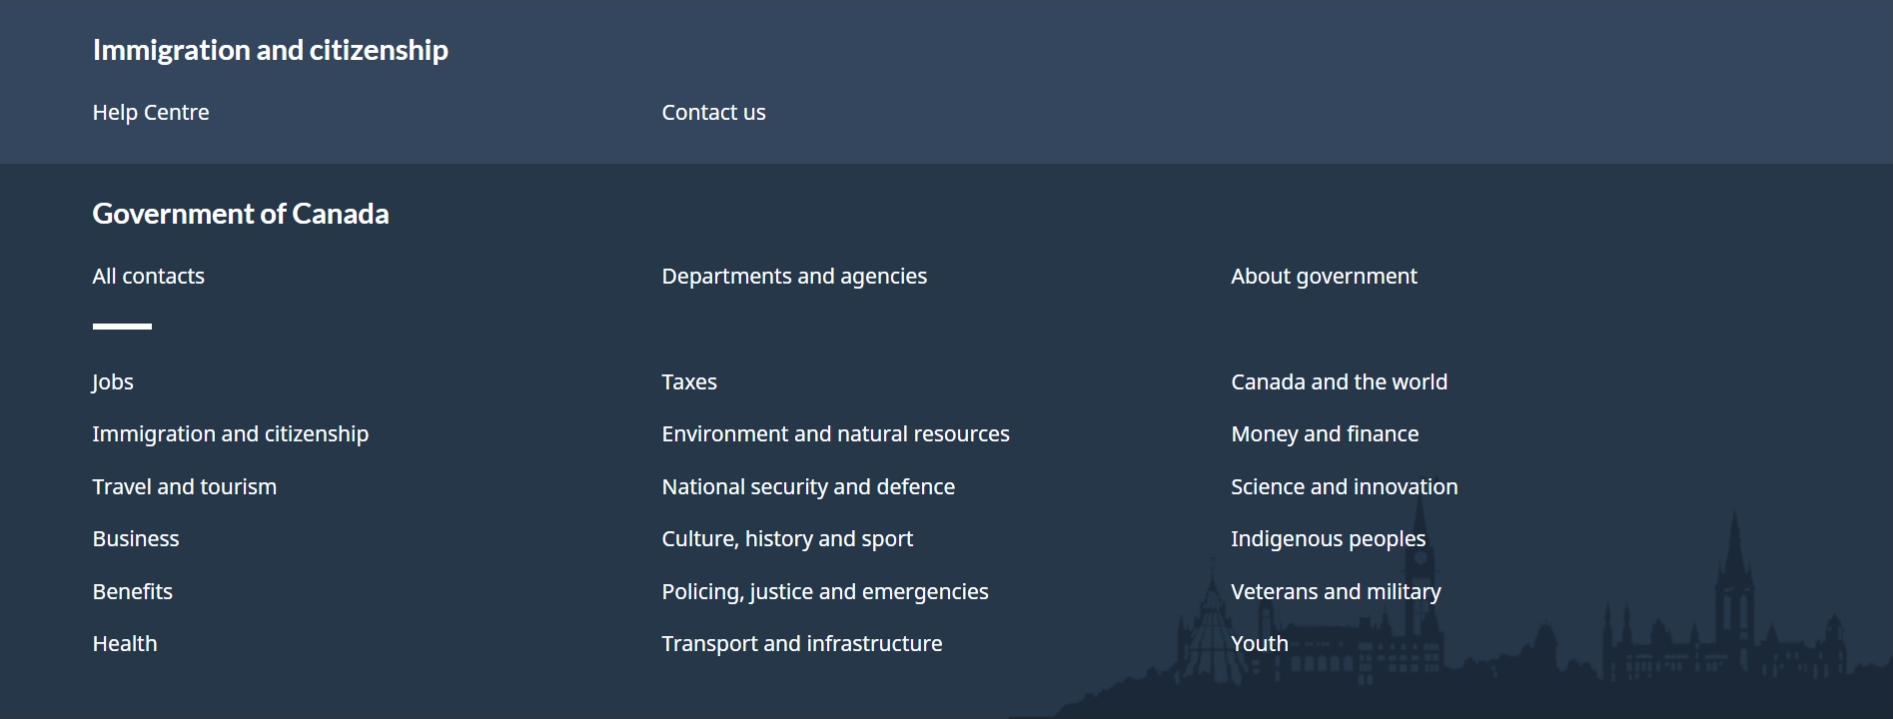 Immigration and citizenship
Help Centre
Contact us
Government of Canada
All contacts
Departments and agencies
About government
Jobs
Taxes
Canada and the world
Immigration and citizenship
Environment and natural resources
Money and finance
Travel and tourism
National security and defence
Science and innovation
Business
Culture, history and sport
Indigenous peoples
Benefits
Policing, justice and emergencies
Veterans and military
Health
Transport and infrastructure
Youth